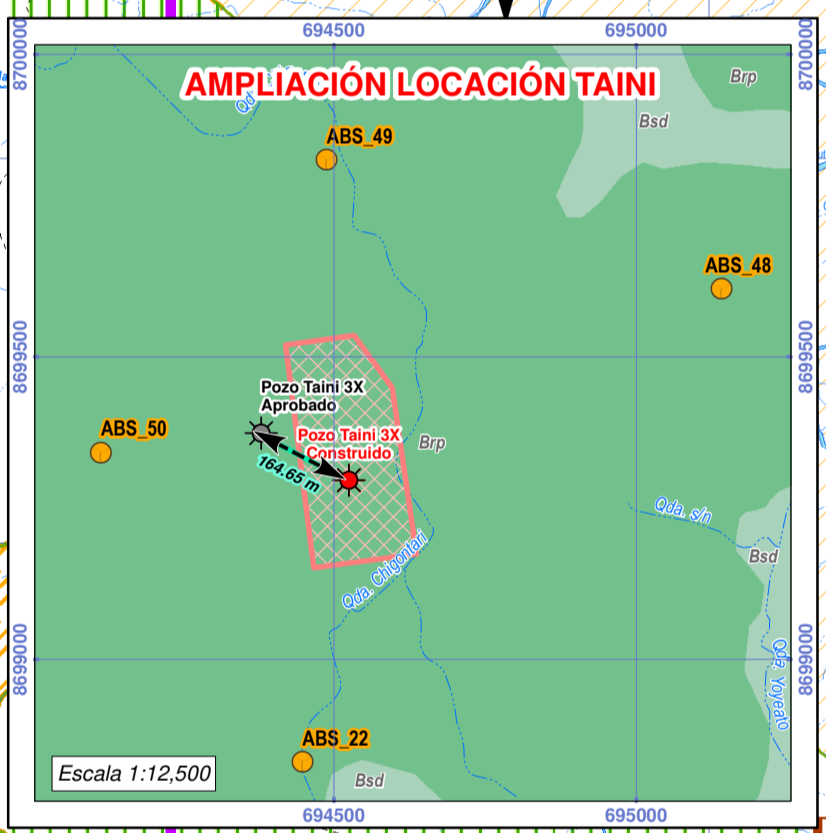 694500
695000
8700000
8700000
AMPLIACIÓN LOCACIÓN TAINI
Brp
Qd
Bsd
ABS_49
ABS_48
8699500
8699500
Pozo Taini 3X
Aprobado
ABS_50
Pozo Taini 3X
Construido
Brp
164.65 m
Qda. s/n
Bsd
Qda. Chigontari
8699000
8699000
Qda. Yoyeato
ABS_22
Escala 1:12,500
Bsd
694500
695000